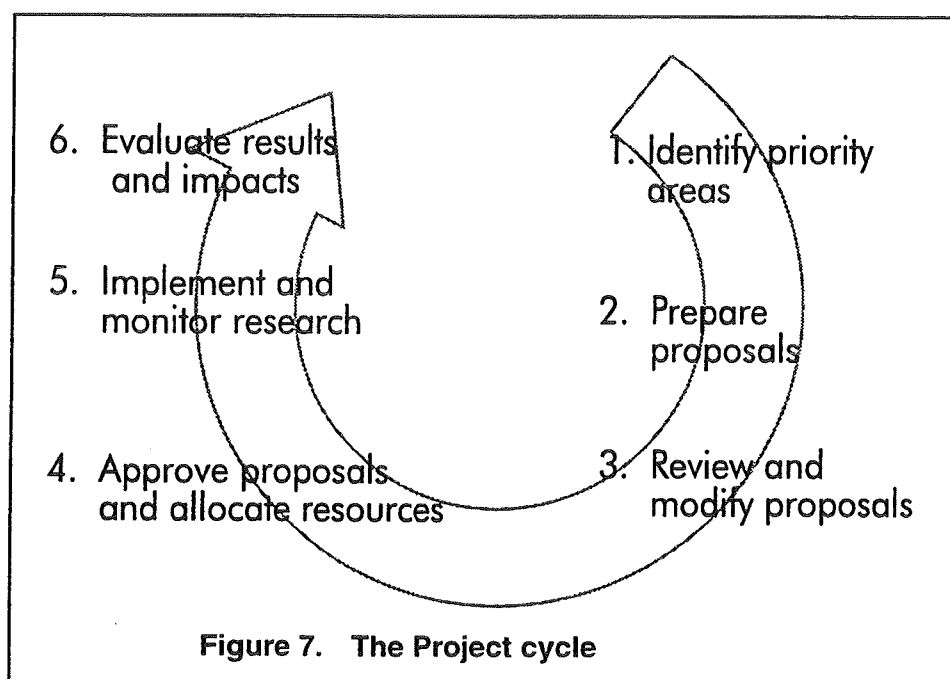 1. Identify priority
areas
2. Prepare
proposals
3. Review and
modify proposals
4. Approve proposals
and allocate resources
5. Implement and
monitor research
6. Evaluate results
and impacts
Figure 7. The Project cycle